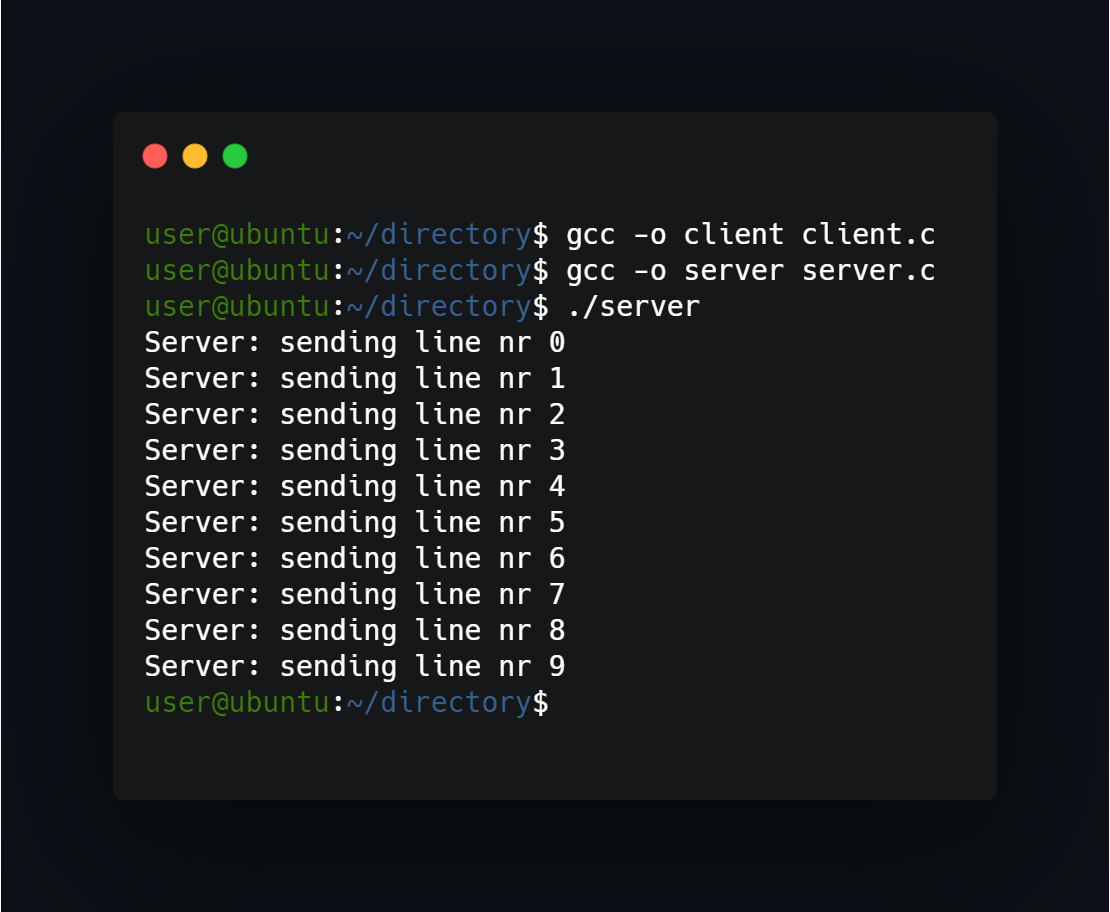 user@ubuntu:~/directory$ gcc -o client client.c
user@ubuntu:~/directory$ gcc -o server server.c
user@ubuntu:~/directory$ ./server
Server: sending line nr 0
Server: sending line nr 1
Server: sending line nr 2
Server: sending line nr 3
Server: sending line nr 4
Server: sending line nr 5
Server: sending line nr 6
Server: sending line nr 7
Server: sending line nr 8
Server: sending line nr 9
user@ubuntu:~/directory$